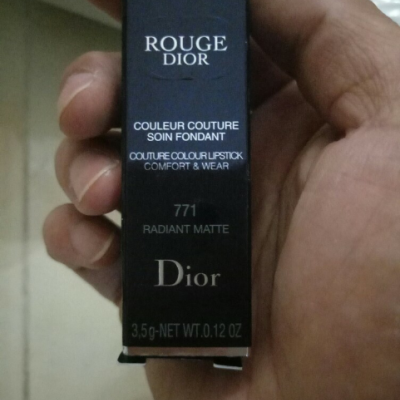 ROUGE
DIOR
COULEUR COUTURE
SOIN FONDANT
COUTURE COLOUR LIPSTICK
COMFORT & WEAR
771
RADIANT MATTE
Dior
3,5g-NET WT.0.12 OZ